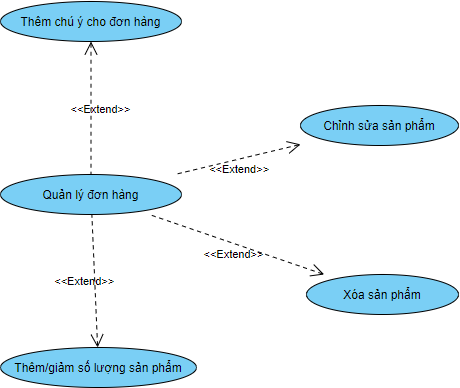 Thêm chú ý cho đơn hàng
<<Extend>>
Chỉnh sửa sản phẩm
<<Extend>>
Quản lý đơn hàng
<<Extend>>
<<Extend>>
Xóa sản phẩm
Thêm/giảm số lượng sản phẩm